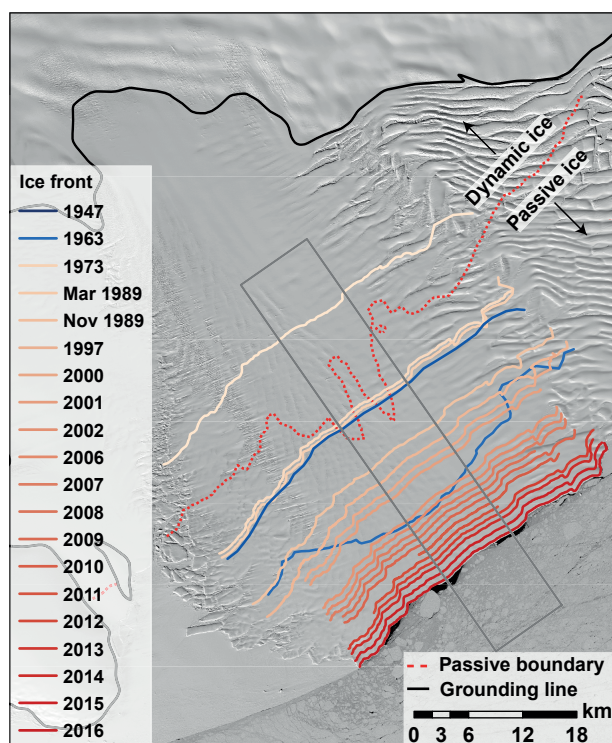 Dynamic ice
Passive ice
Ice front
1947
1963
1973
Mar 1989
Nov 1989
1997
2000
2001
2002
2006
2007
2008
2009
2010
2011
2012
2013
2014
2015
2016
Passive boundary
Grounding line
km
0 3 6 12 18